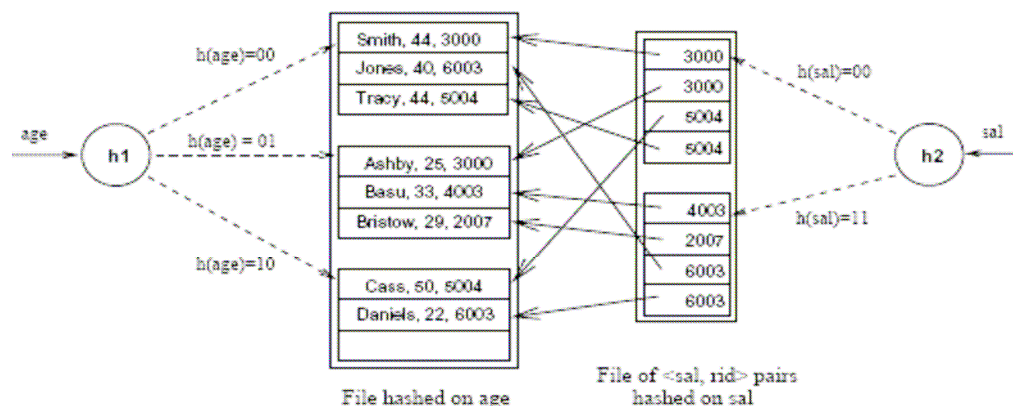 age
h1
h(age)=00
h(age) = 01
h(age)=10
Smith, 44, 3000
Jones, 40, 6003
Tracy, 44, 5004
Ashby, 25, 3000
Basu, 33, 4003
Bristow, 29, 2007
Cass, 50, 5004
Daniels, 22, 6003
File hashed on age
3000
3000
5004
5004
4003
2007
6003
6003
File of <sal, rid> pairs
hashed on sal
h(sal)=00
h(sal)=11
h2
sal